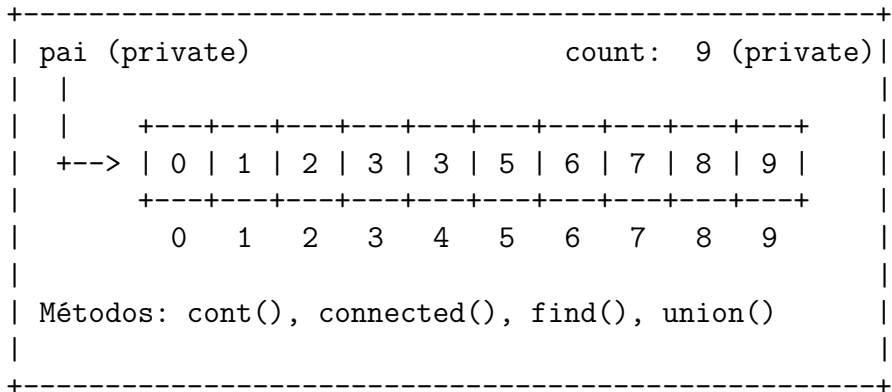 +-----------------------------------------------------+
| pai (private)                    count:  9 (private)|
|  |                                                  |
|  |    +---+---+---+---+---+---+---+---+---+---+     |
|  +--> | 0 | 1 | 2 | 3 | 3 | 5 | 6 | 7 | 8 | 9 |     |
|       +---+---+---+---+---+---+---+---+---+---+     |
|         0   1   2   3   4   5   6   7   8   9       |
|                                                     |
| Métodos: cont(), connected(), find(), union()       |
|                                                     |
+-----------------------------------------------------+